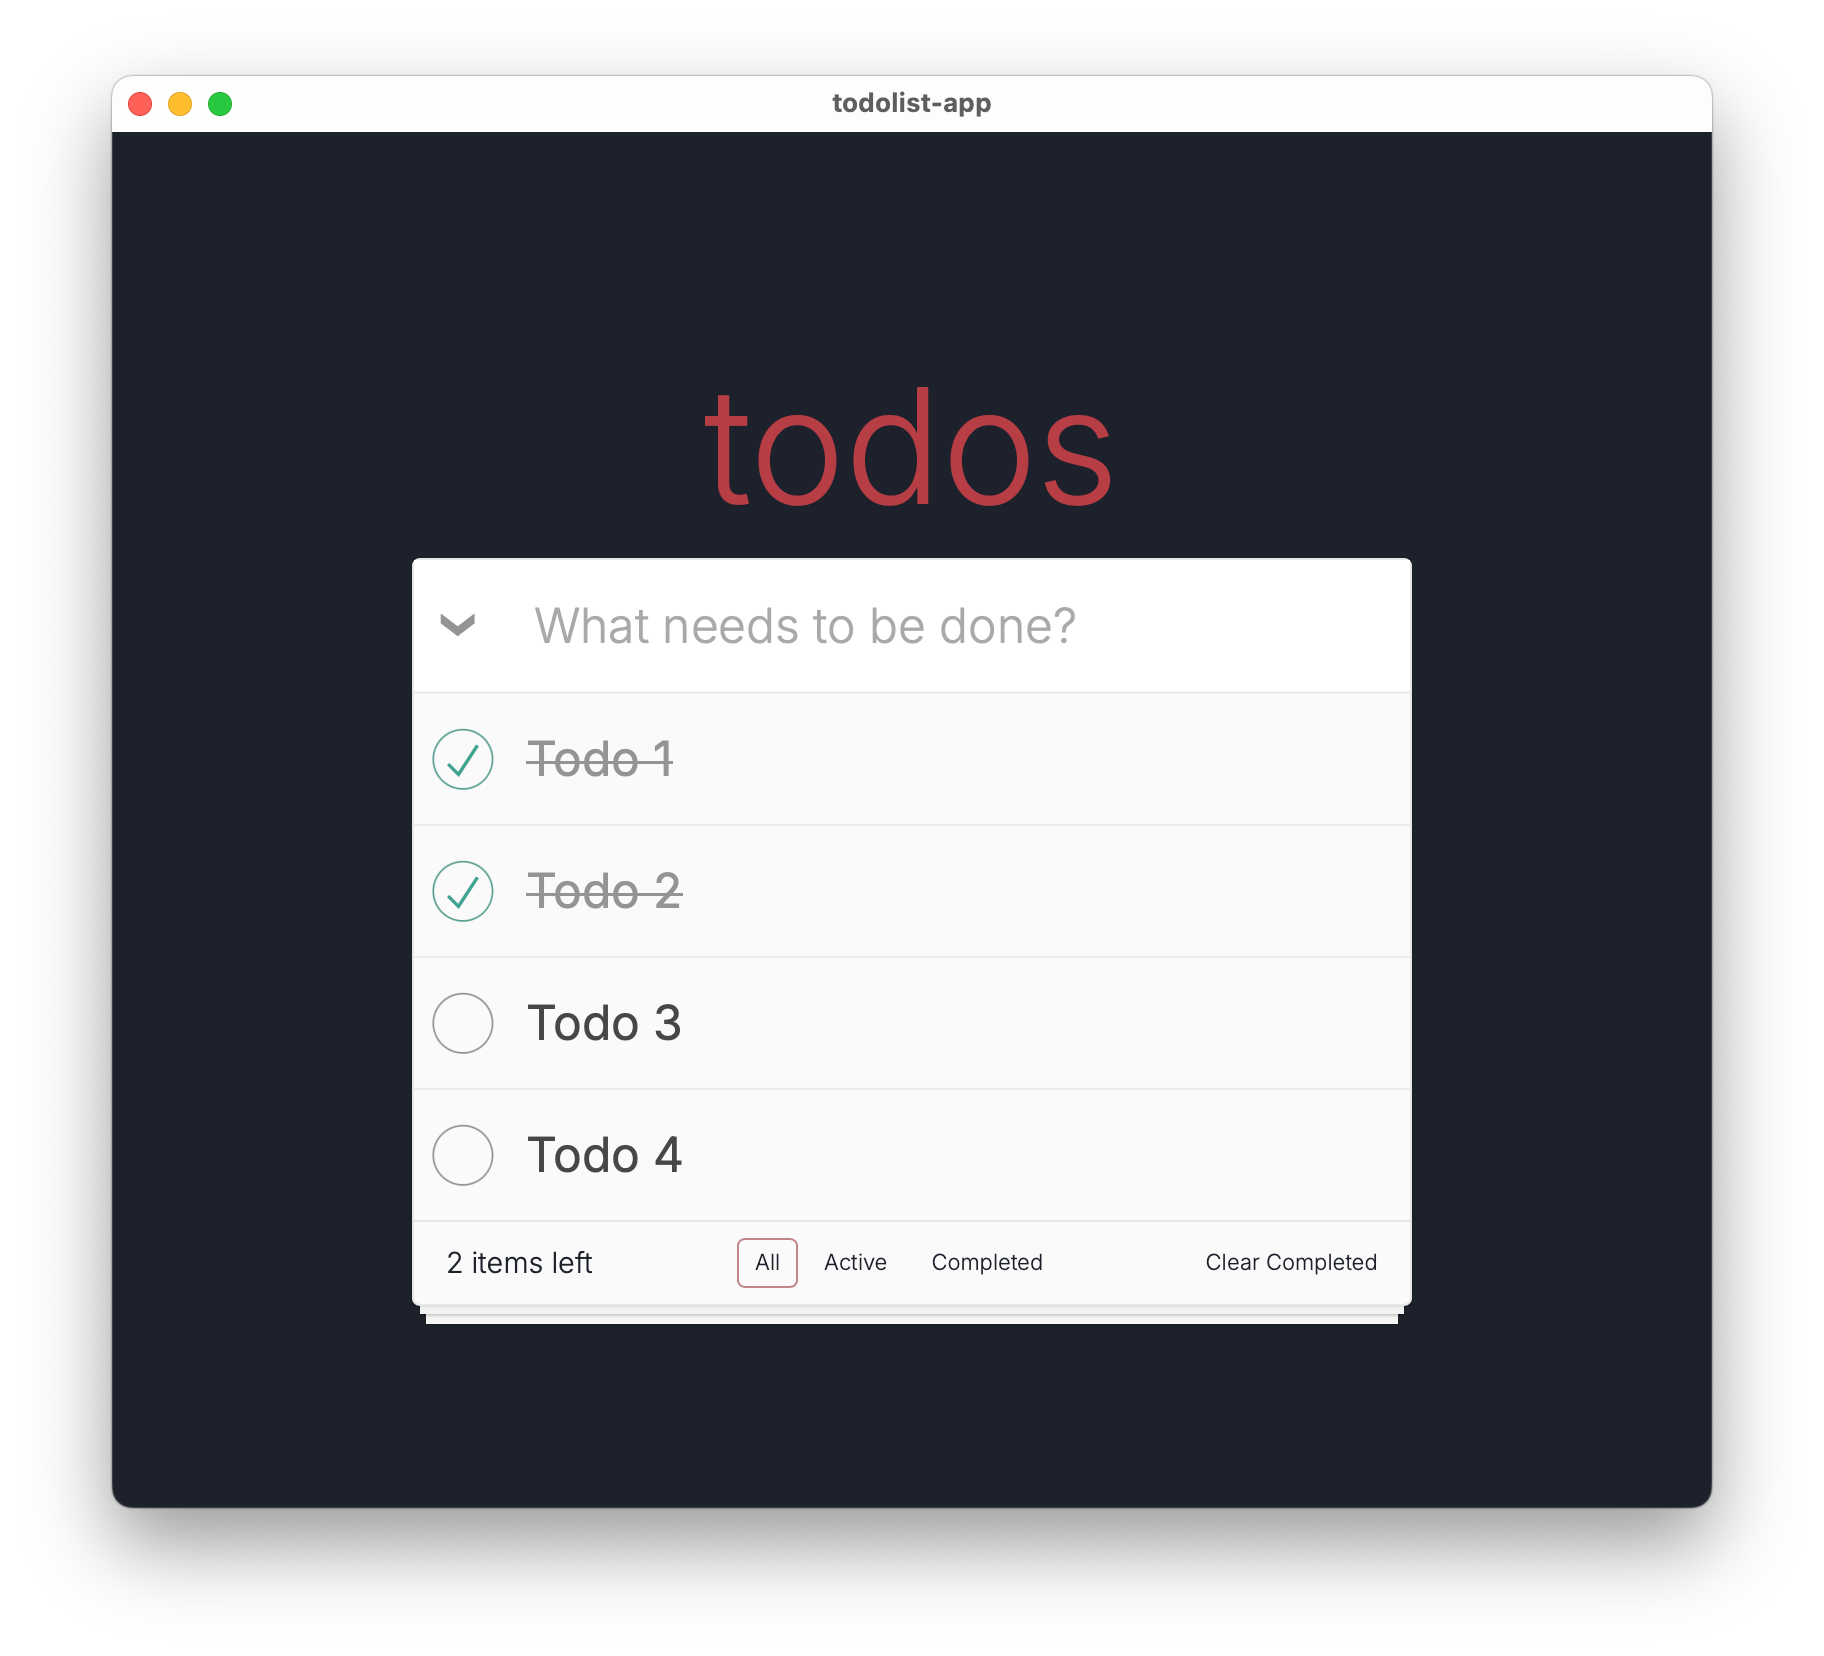 todolist-app
todos
What needs to be done?
Todo 1
Todo 2
Todo 3
Todo 4
2 items left All Active Completed Clear Completed